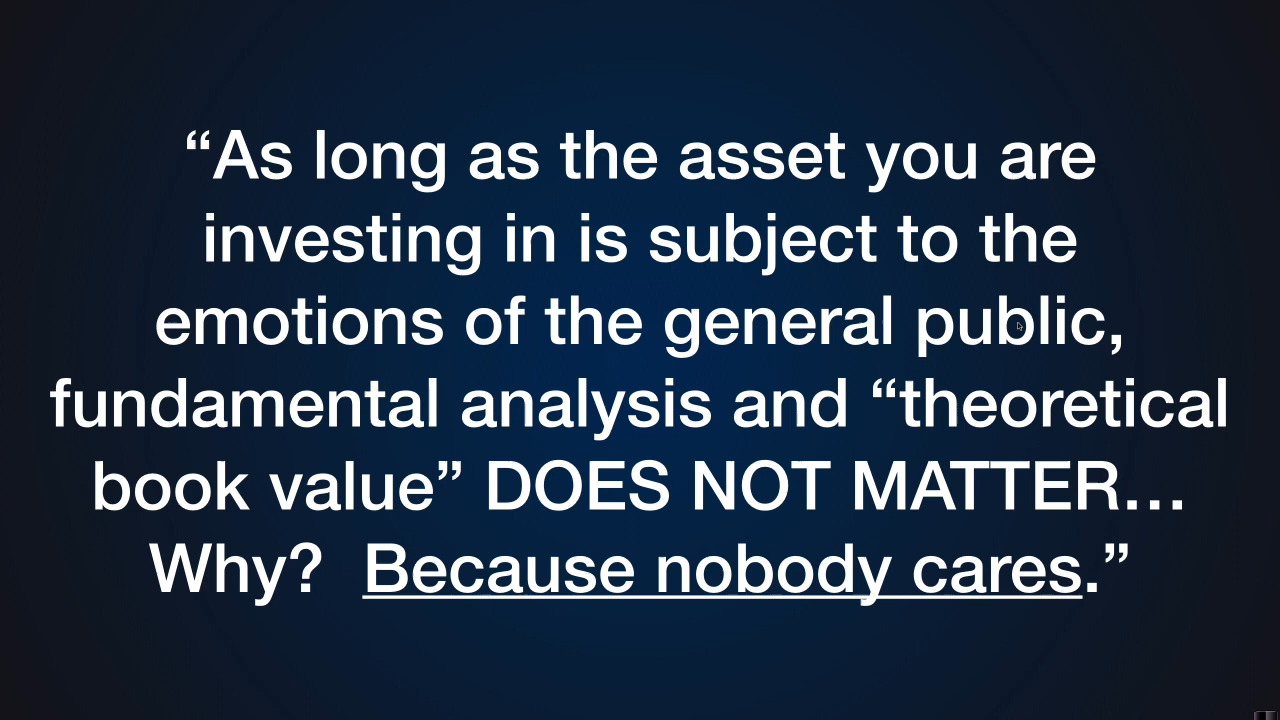 “As long as the asset you are
investing in is subject to the
emotions of the general public,
fundamental analysis and “theoretical
book value” DOES NOT MATTER…
Why?  Because nobody cares.”